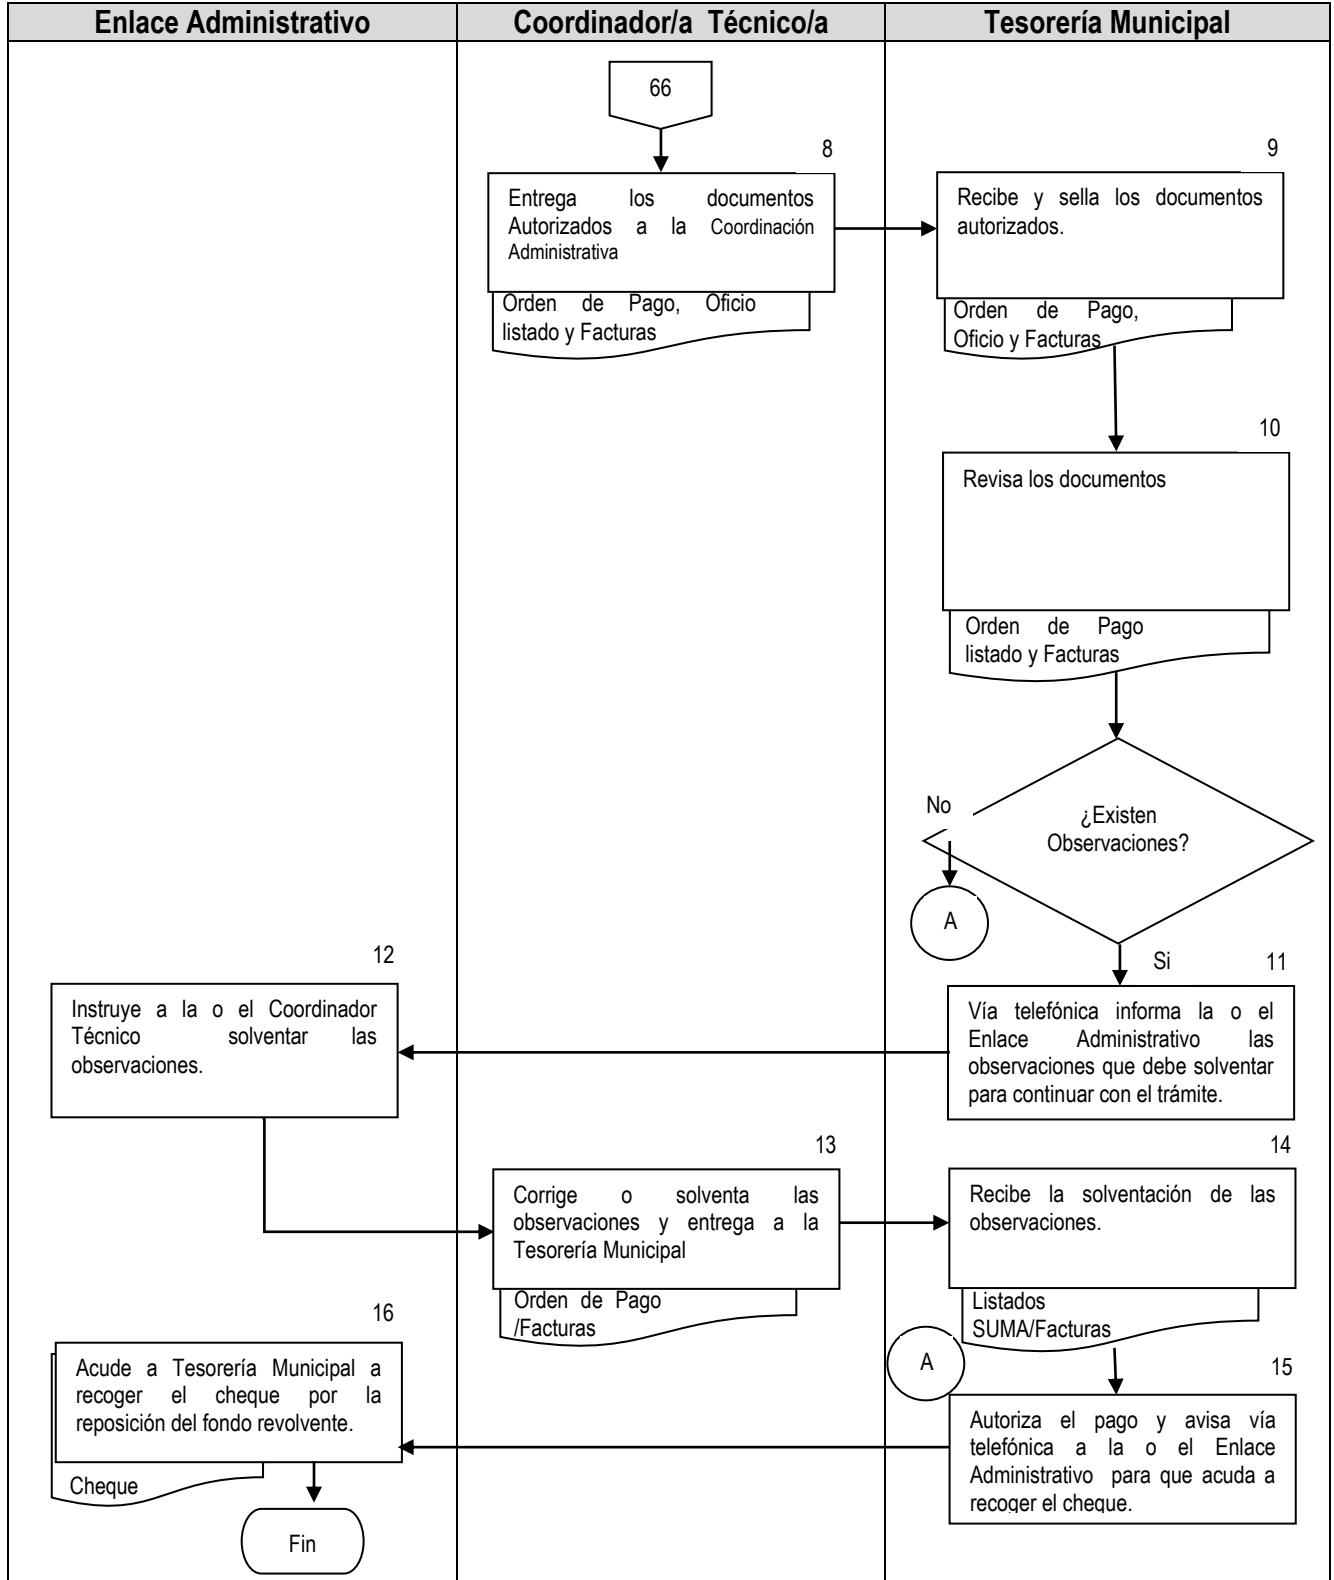 Enlace Administrativo
Coordinador/a Técnico/a
Tesorería Municipal
66
8
Entrega los documentos
Autorizados a la Coordinación
Administrativa
Orden de Pago, Oficio
listado y Facturas
9
Recibe y sella los documentos
autorizados.
Orden de Pago,
Oficio y Facturas
10
Revisa los documentos
Orden de Pago
listado y Facturas
¿Existen
Observaciones?
No
A
Si
11
Vía telefónica informa la o el
Enlace Administrativo las
observaciones que debe solventar
para continuar con el trámite.
12
Instruye a la o el Coordinador
Técnico solventar las
observaciones.
13
Corrige o solventa las
observaciones y entrega a la
Tesorería Municipal
Orden de Pago
/Facturas
14
Recibe la solventación de las
observaciones.
Listados
SUMA/Facturas
A
15
Autoriza el pago y avisa vía
telefónica a la o el Enlace
Administrativo para que acuda a
recoger el cheque.
16
Acude a Tesorería Municipal a
recoger el cheque por la
reposición del fondo revolvente.
Cheque
Fin